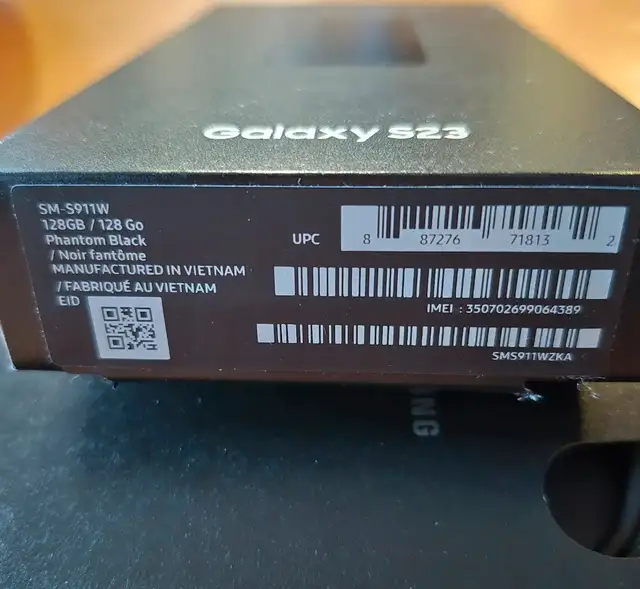 Galaxy S23
SM-S911W
128GB / 128 Go
Phantom Black
/ Noir fantôme
MANUFACTURED IN VIETNAM
/ FABRIQUÉ AU VIETNAM
EID
UPC
8 87276 71813 2
IMEI : 350702699064389
SMS911WZKA
UNG